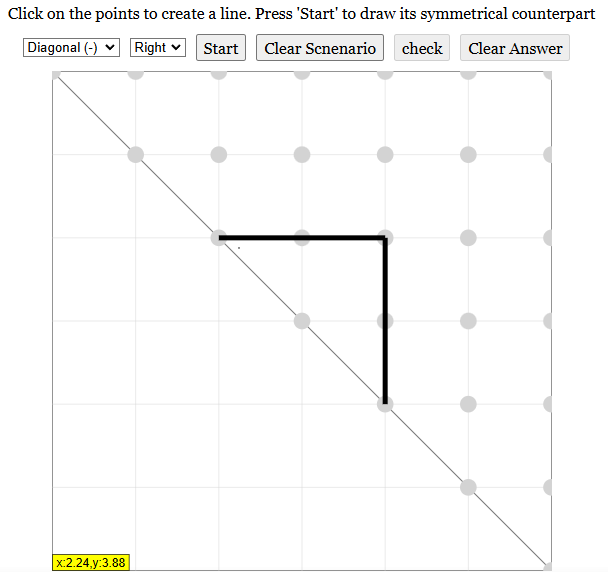 Click on the points to create a line. Press 'Start' to draw its symmetrical counterpart
Diagonal (-) Right Start Clear Scnenario check Clear Answer
x:2.24,y:3.88